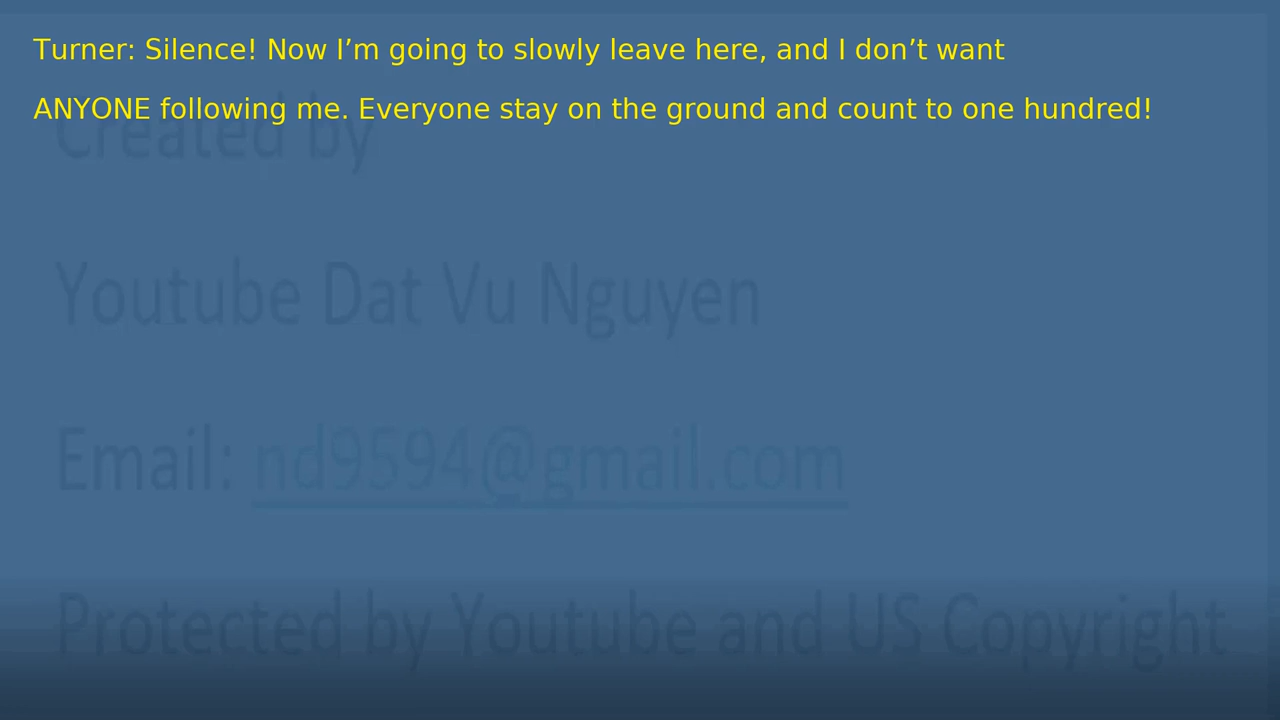 Turner: Silence! Now I’m going to slowly leave here, and I don’t want
ANYONE following me. Everyone stay on the ground and count to one hundred!
Created by
Youtube Dat Vu Nguyen
Email: nd9594@gmail.com
Protected by Youtube and US Copyright